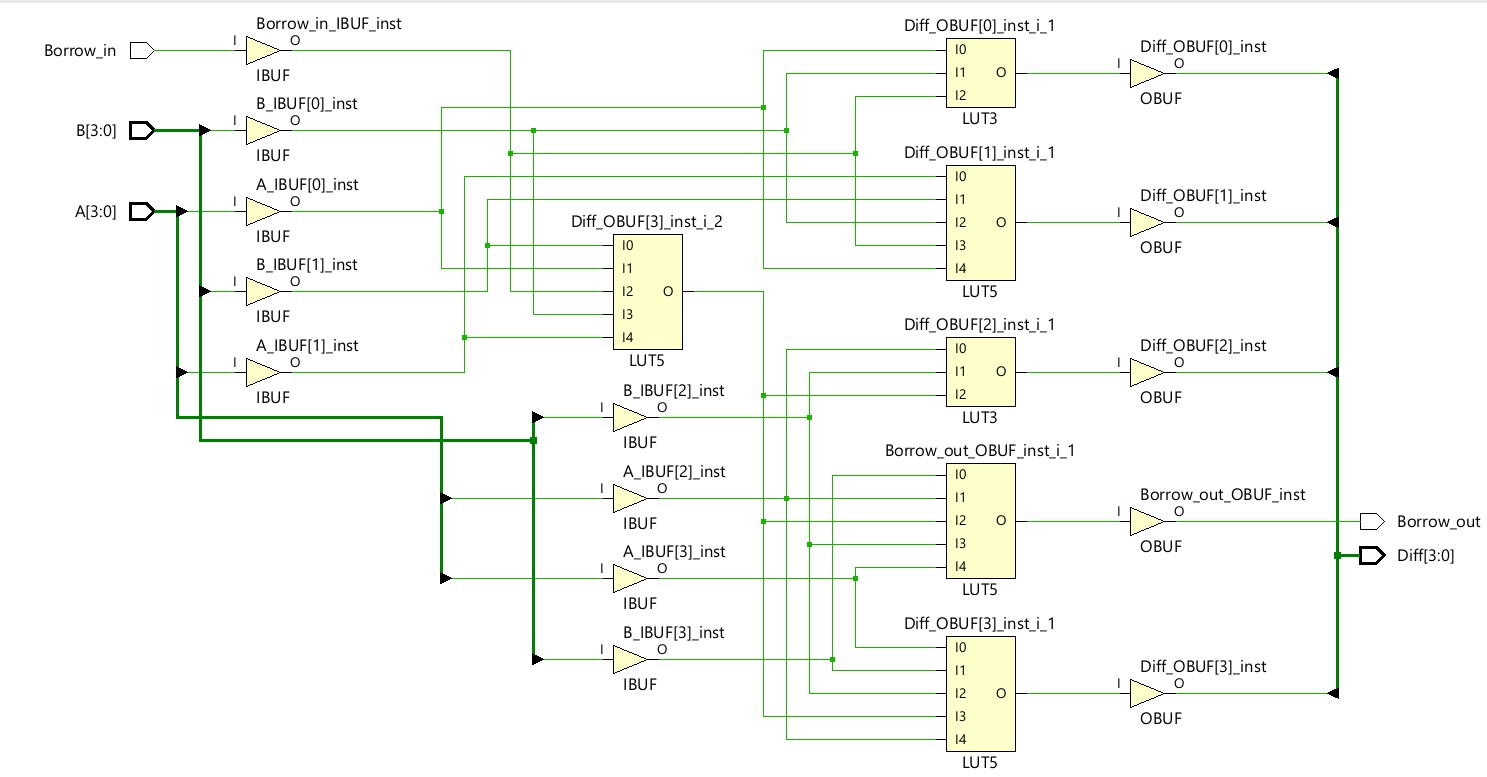 Borrow_in
Borrow_in_IBUF_inst
I
O
IBUF
B[3:0]
B_IBUF[0]_inst
I
O
IBUF
A[3:0]
A_IBUF[0]_inst
I
O
IBUF
B_IBUF[1]_inst
I
O
IBUF
A_IBUF[1]_inst
I
O
IBUF
Diff_OBUF[3]_inst_i_2
I0
I1
I2
O
I3
I4
LUT5
B_IBUF[2]_inst
I
O
IBUF
A_IBUF[2]_inst
I
O
IBUF
A_IBUF[3]_inst
I
O
IBUF
B_IBUF[3]_inst
I
O
IBUF
Diff_OBUF[0]_inst_i_1
I0
I1
O
I2
LUT3
Diff_OBUF[1]_inst_i_1
I0
I1
I2
O
I3
I4
LUT5
Diff_OBUF[2]_inst_i_1
I0
I1
O
I2
LUT3
Borrow_out_OBUF_inst_i_1
I0
I1
I2
O
I3
I4
LUT5
Diff_OBUF[3]_inst_i_1
I0
I1
I2
O
I3
I4
LUT5
Diff_OBUF[0]_inst
I
O
OBUF
Diff_OBUF[1]_inst
I
O
OBUF
Diff_OBUF[2]_inst
I
O
OBUF
Borrow_out_OBUF_inst
I
O
OBUF
Diff_OBUF[3]_inst
I
O
OBUF
Borrow_out
Diff[3:0]